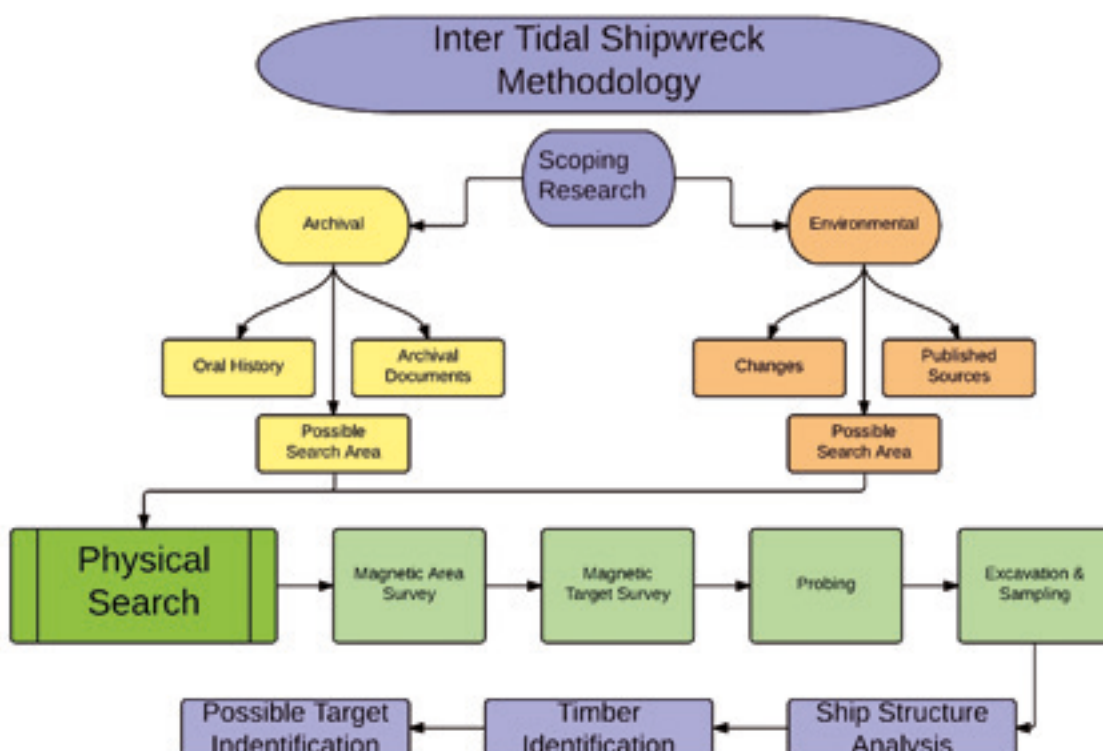 Inter Tidal Shipwreck
Methodology
Scoping
Research
Archival
Environmental
Oral History
Archival
Documents
Changes
Published
Sources
Possible
Search Area
Possible
Search Area
Physical
Search
Magnetic Area
Survey
Magnetic
Target Survey
Probing
Excavation &
Sampling
Possible Target
Indentification
Timber
Identification
Ship Structure
Analysis